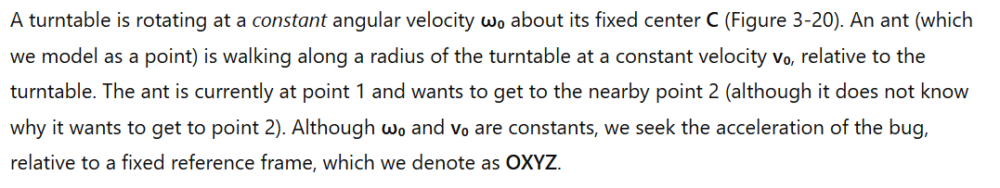 A turntable is rotating at a constant angular velocity ω₀ about its fixed center C (Figure 3-20). An ant (which
we model as a point) is walking along a radius of the turntable at a constant velocity v₀, relative to the
turntable. The ant is currently at point 1 and wants to get to the nearby point 2 (although it does not know
why it wants to get to point 2). Although ω₀ and v₀ are constants, we seek the acceleration of the bug,
relative to a fixed reference frame, which we denote as OXYZ.